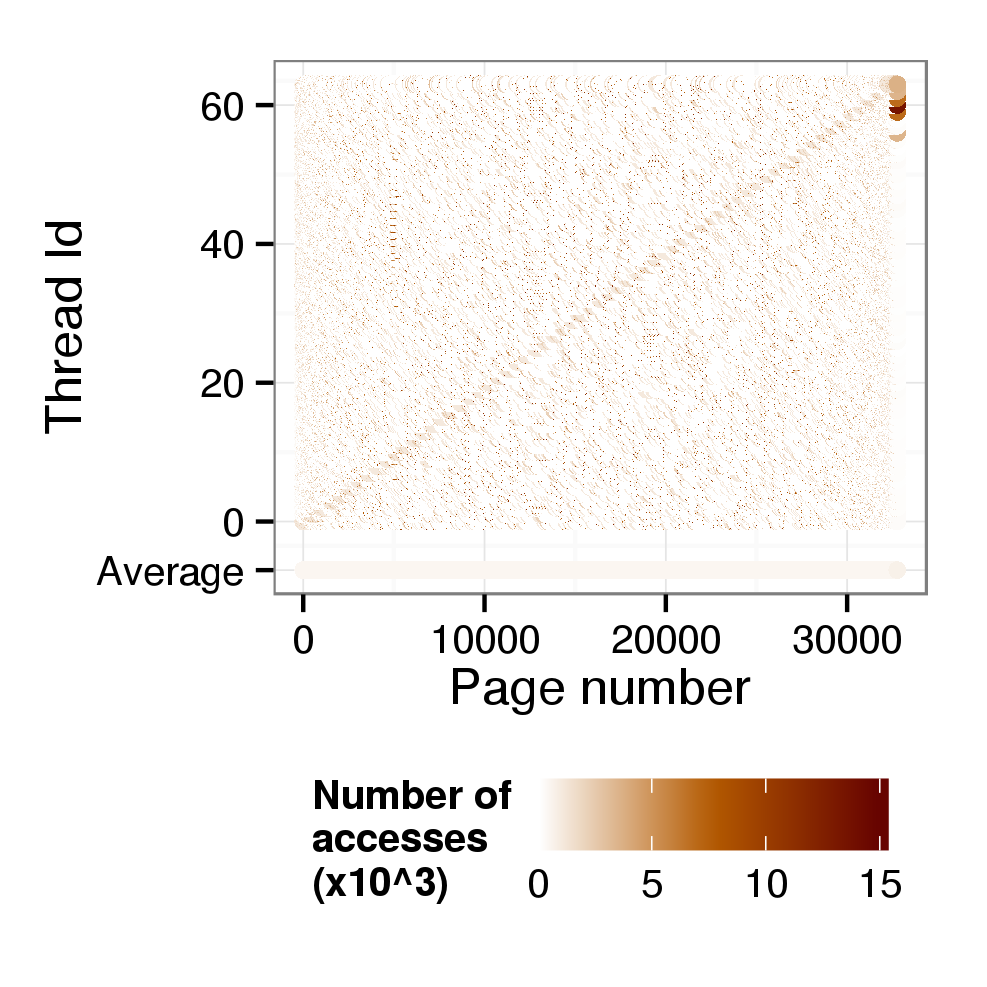 Thread Id
60
40
20
0
Average
0 10000 20000 30000
Page number
Number of
accesses
(x10^3)
0 5 10 15